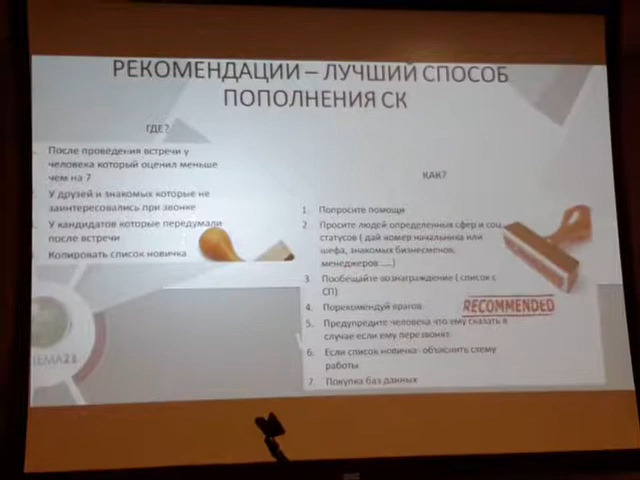 РЕКОМЕНДАЦИИ – ЛУЧШИЙ СПОСОБ
ПОПОЛНЕНИЯ СК
ГДЕ?
После проведения встречи у
человека который оценил меньше
чем на 7
У друзей и знакомых которые не
заинтересовались при звонке
У кандидатов которые передумали
после встречи
Копировать список новичка
КАК?
1. Попросите помощи
2. Просите людей определенных сфер и соц
статусов ( дай номер начальника или
шефа, знакомых бизнесменов,
менеджеров .....)
3. Пообещайте вознаграждение ( список с
СП)
4. Порекомендуй врагов
5. Предупредите человека что ему сказать в
случае если ему перезвонят
6. Если список новичка- объяснить схему
работы
7. Покупка баз данных
RECOMMENDED